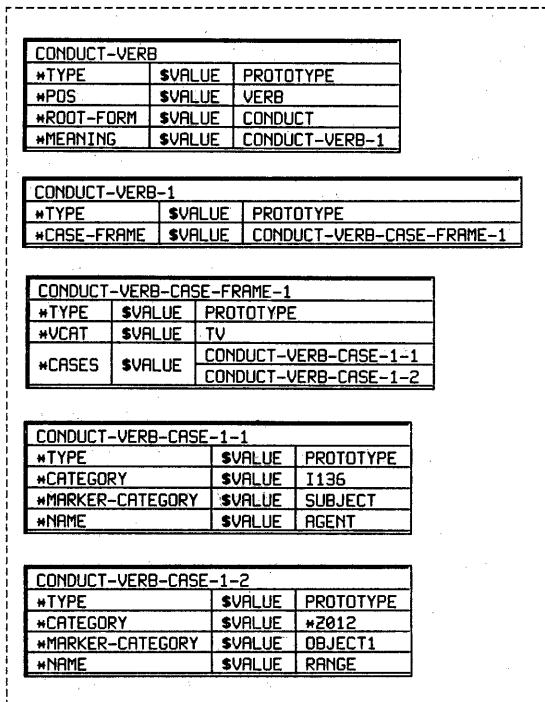 CONDUCT-VERB
*TYPE $VALUE PROTOTYPE
*POS $VALUE VERB
*ROOT-FORM $VALUE CONDUCT
*MEANING $VALUE CONDUCT-VERB-1
CONDUCT-VERB-1
*TYPE $VALUE PROTOTYPE
*CASE-FRAME $VALUE CONDUCT-VERB-CASE-FRAME-1
CONDUCT-VERB-CASE-FRAME-1
*TYPE $VALUE PROTOTYPE
*VCAT $VALUE TV
*CASES $VALUE CONDUCT-VERB-CASE-1-1
CONDUCT-VERB-CASE-1-2
CONDUCT-VERB-CASE-1-1
*TYPE $VALUE PROTOTYPE
*CATEGORY $VALUE I136
*MARKER-CATEGORY $VALUE SUBJECT
*NAME $VALUE AGENT
CONDUCT-VERB-CASE-1-2
*TYPE $VALUE PROTOTYPE
*CATEGORY $VALUE *Z012
*MARKER-CATEGORY $VALUE OBJECT1
*NAME $VALUE RANGE